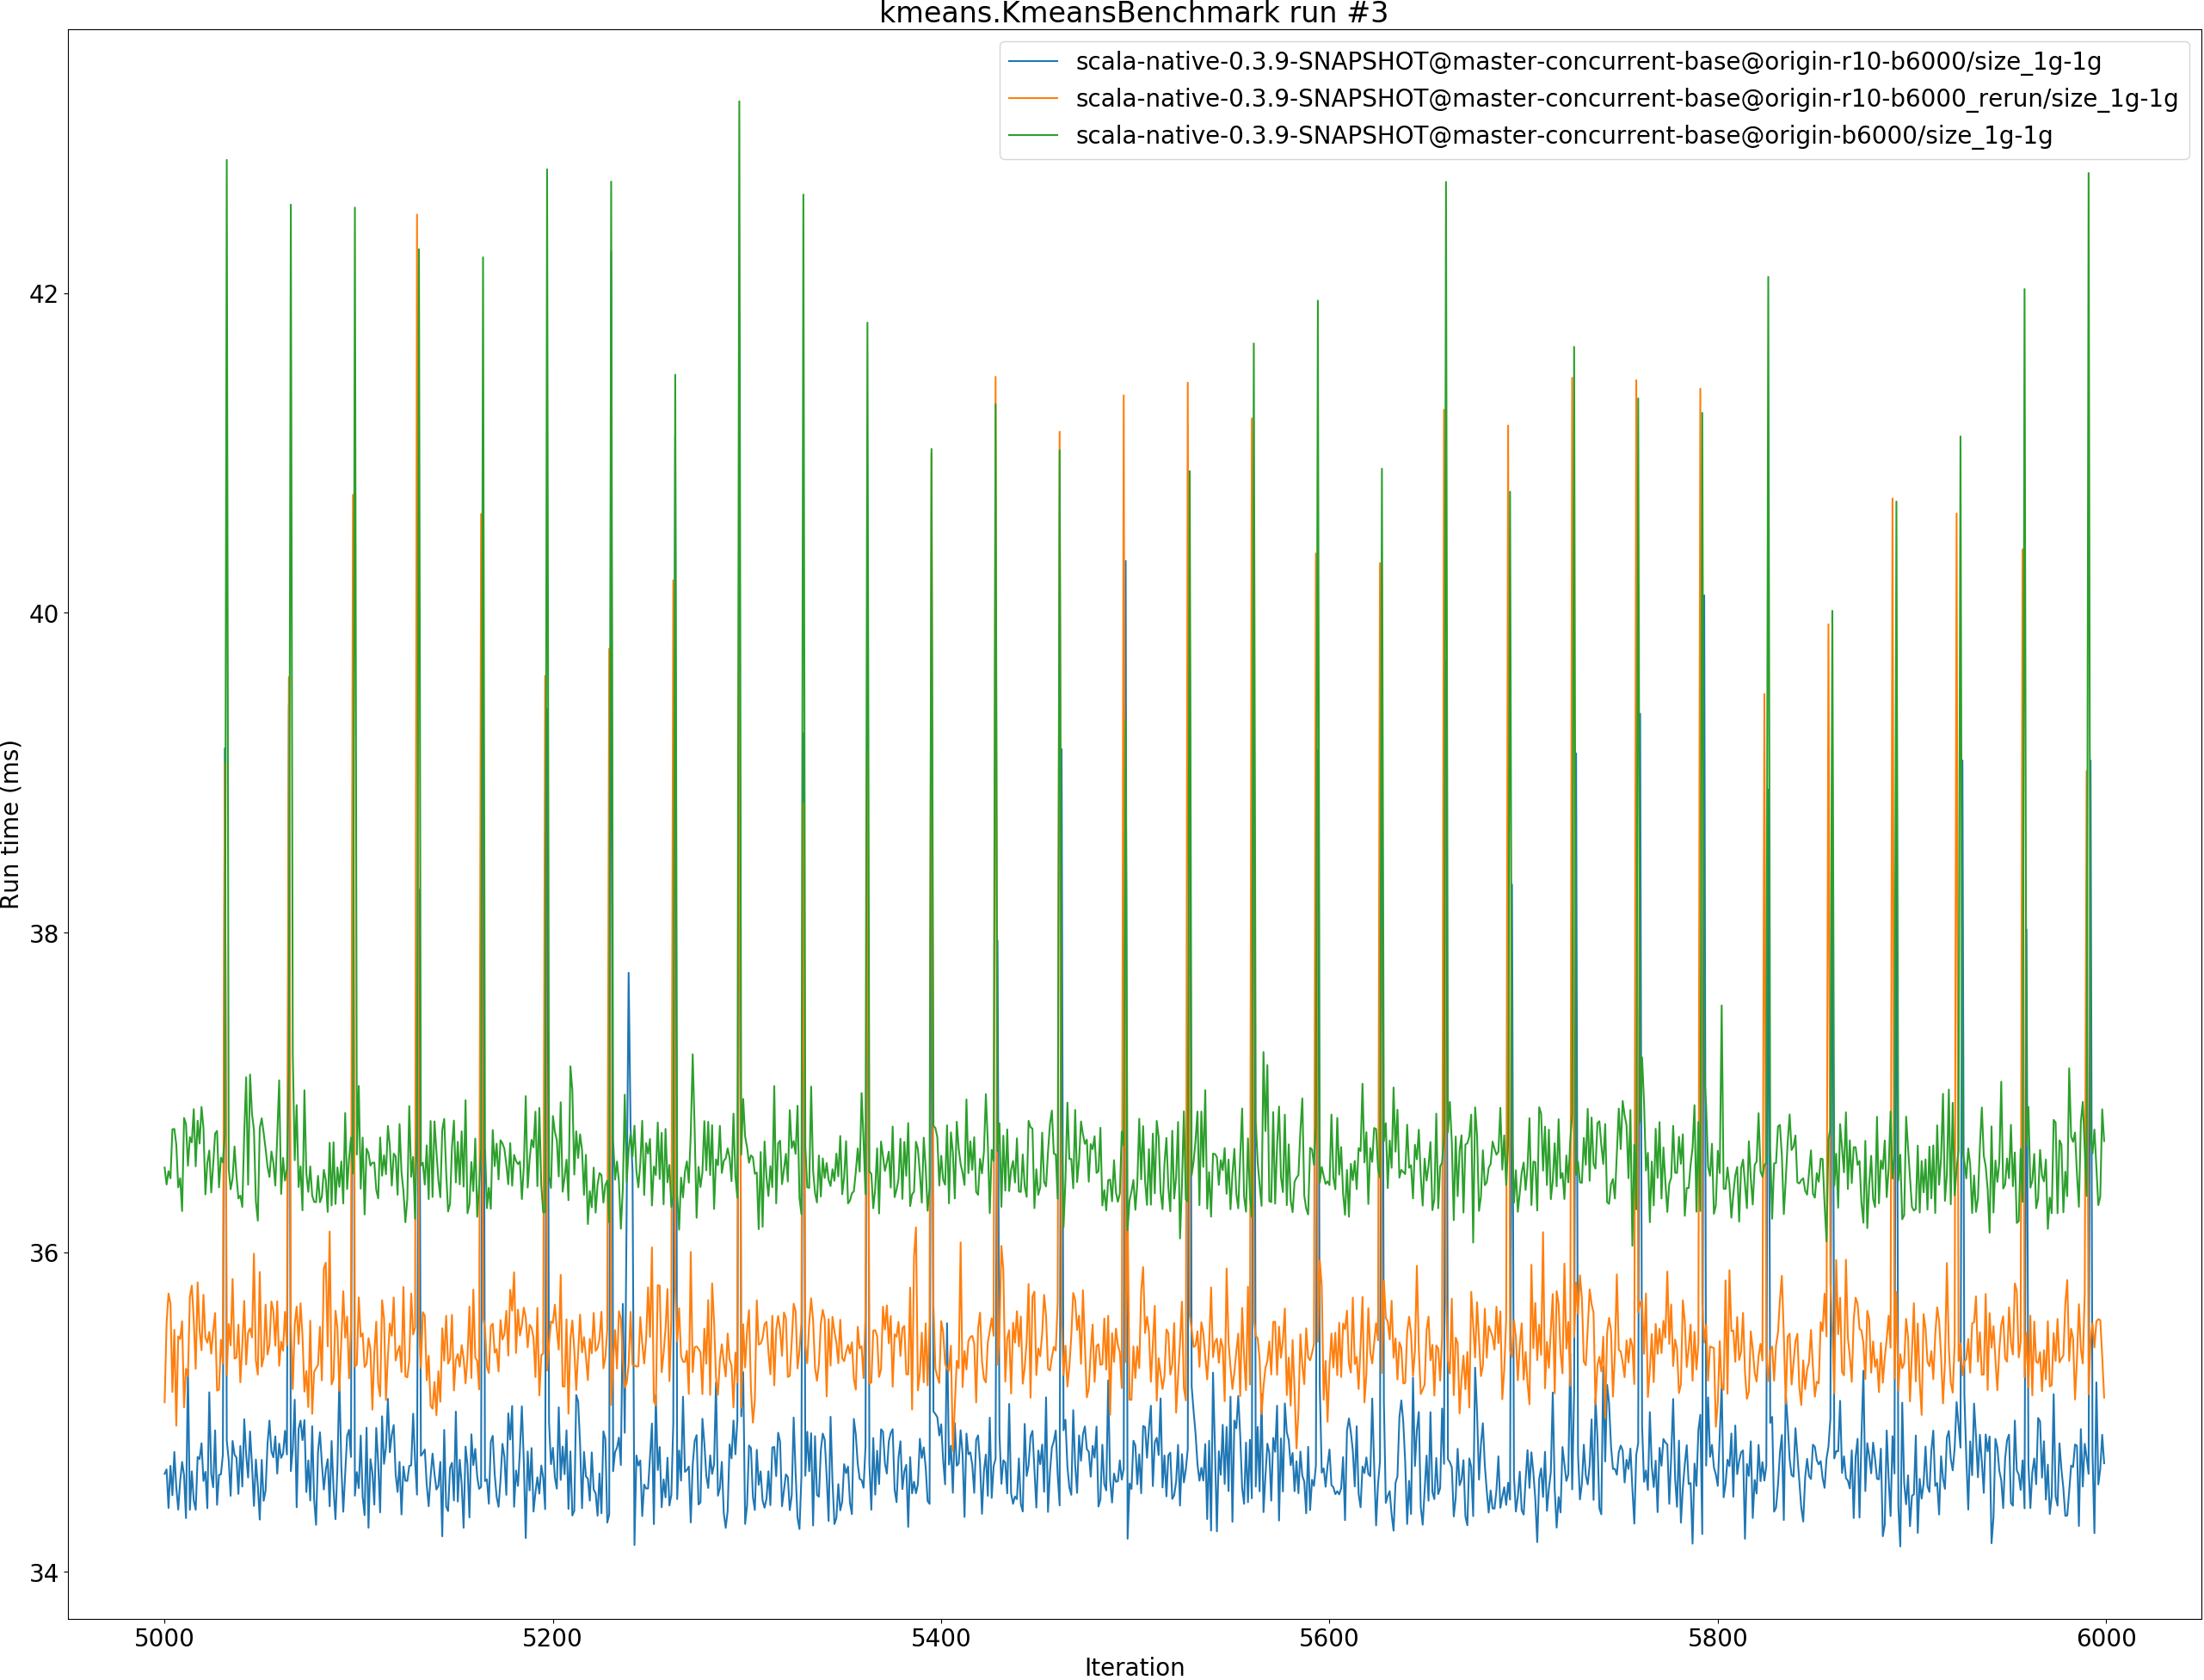 kmeans.KmeansBenchmark run #3
scala-native-0.3.9-SNAPSHOT@master-concurrent-base@origin-r10-b6000/size_1g-1g
scala-native-0.3.9-SNAPSHOT@master-concurrent-base@origin-r10-b6000_rerun/size_1g-1g
scala-native-0.3.9-SNAPSHOT@master-concurrent-base@origin-b6000/size_1g-1g
42
40
38
36
34
Run time (ms)
5000 5200 5400 5600 5800 6000
Iteration